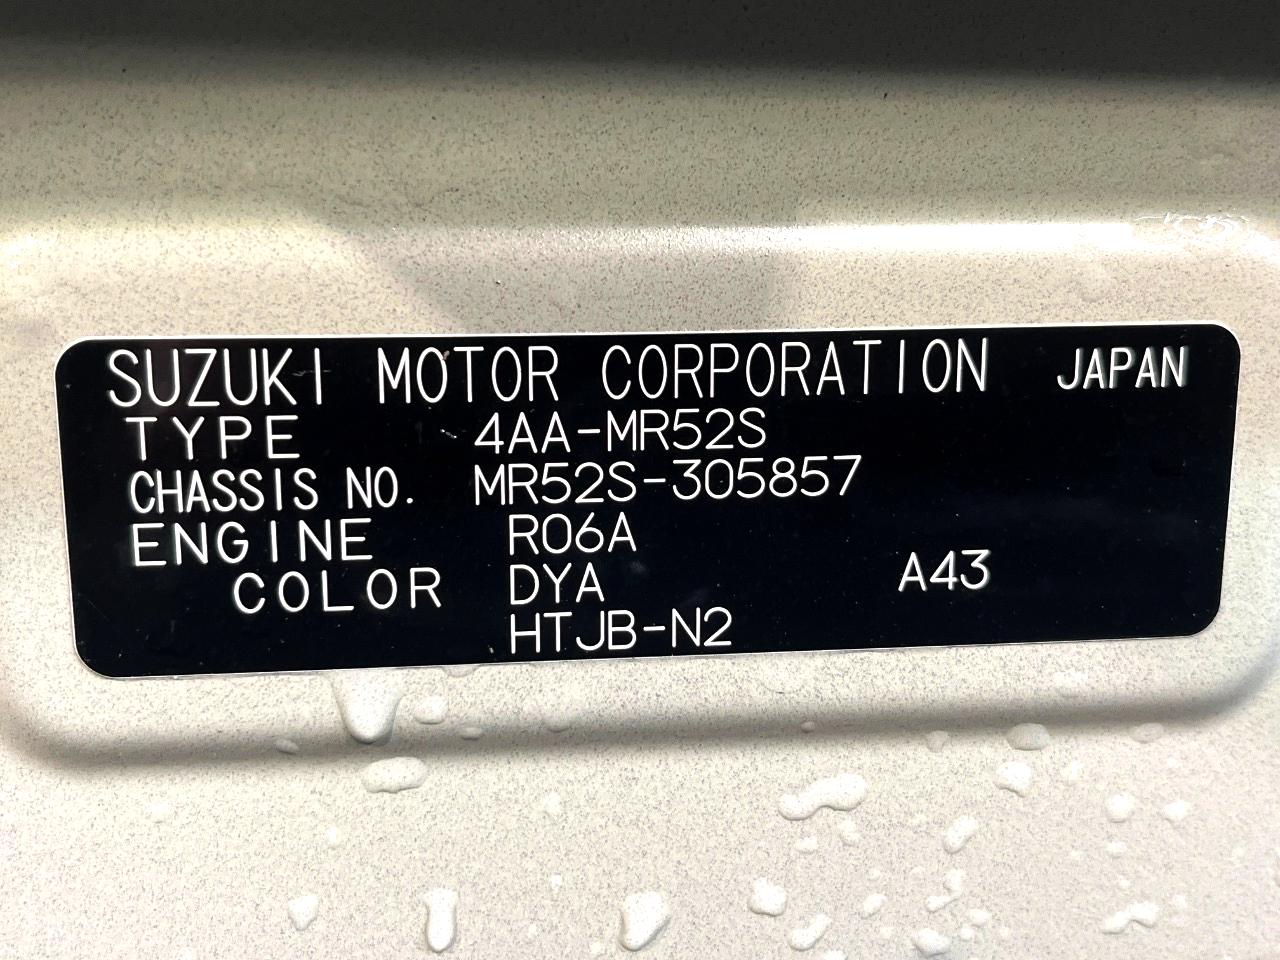 SUZUKI MOTOR CORPORATION JAPAN
TYPE 4AA-MR52S
CHASSIS NO. MR52S-305857
ENGINE R06A
COLOR DYA A43
HTJB-N2